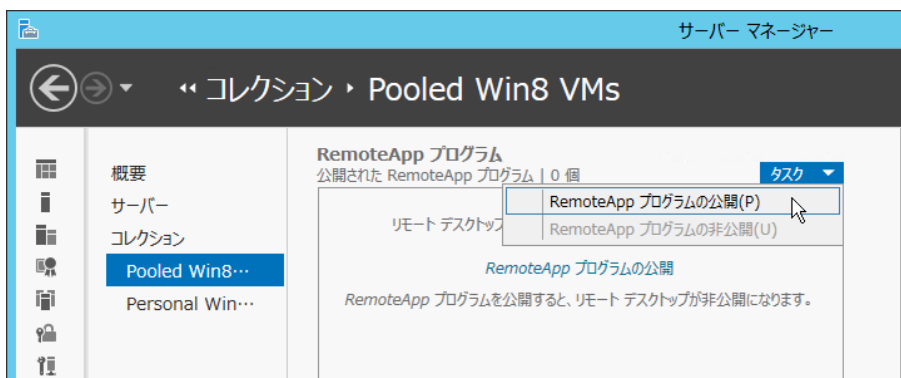 サーバー マネージャー
コレクション Pooled Win8 VMs
概要
サーバー
コレクション
Pooled Win8…
Personal Win…
RemoteApp プログラム
公開された RemoteApp プログラム | 0 個
タスク
RemoteApp プログラムの公開(P)
RemoteApp プログラムの非公開(U)
リモート デスクトップ
RemoteApp プログラムの公開
RemoteApp プログラムを公開すると、リモート デスクトップが非公開になります。